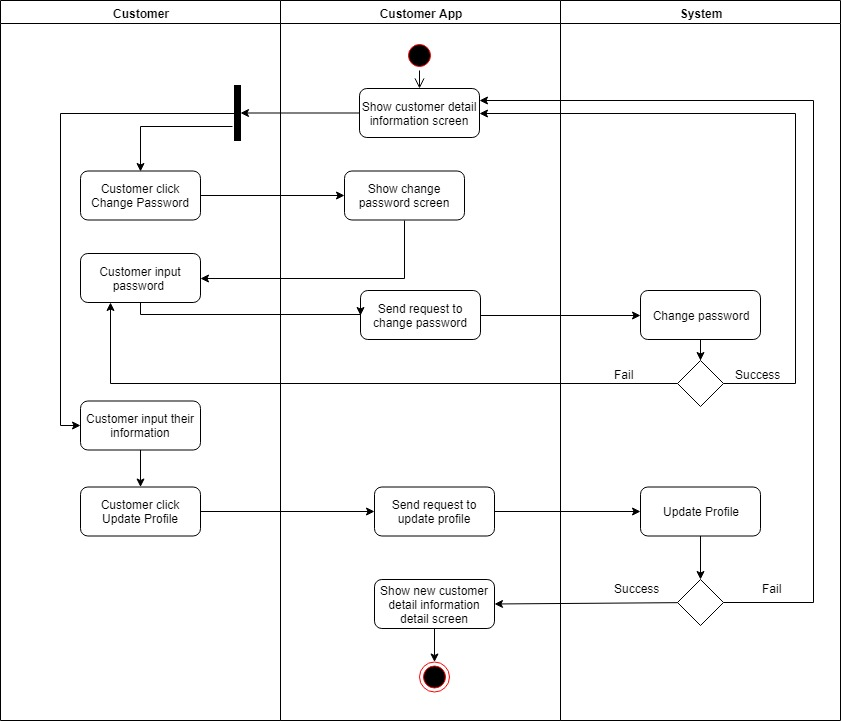 Customer
Customer App
System
Show customer detail
information screen
Customer click
Change Password
Show change
password screen
Customer input
password
Send request to
change password
Change password
Fail
Success
Customer input their
information
Customer click
Update Profile
Send request to
update profile
Update Profile
Success
Fail
Show new customer
detail information
detail screen